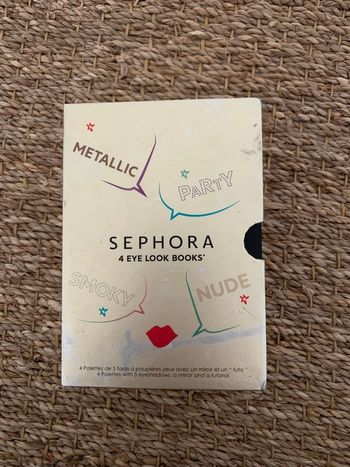 METALLIC
PARTY
SEPHORA
4 EYE LOOK BOOKS*
SMOKY
NUDE
4 Palettes de 5 fards à paupières yeux avec un miroir et un " tuto "
4 Palettes with 5 eyeshadows, a mirror and a tutorial